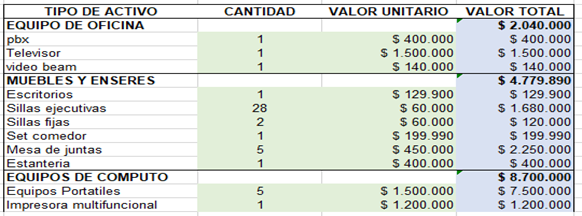 TIPO DE ACTIVO CANTIDAD VALOR UNITARIO VALOR TOTAL
EQUIPO DE OFICINA $ 2.040.000
pbx 1 $ 400.000 $ 400.000
Televisor 1 $ 1.500.000 $ 1.500.000
video beam 1 $ 140.000 $ 140.000
MUEBLES Y ENSERES $ 4.779.890
Escritorios 1 $ 129.900 $ 129.900
Sillas ejecutivas 28 $ 60.000 $ 1.680.000
Sillas fijas 2 $ 60.000 $ 120.000
Set comedor 1 $ 199.990 $ 199.990
Mesa de juntas 5 $ 450.000 $ 2.250.000
Estanteria 1 $ 400.000 $ 400.000
EQUIPOS DE COMPUTO $ 8.700.000
Equipos Portatiles 5 $ 1.500.000 $ 7.500.000
Impresora multifuncional 1 $ 1.200.000 $ 1.200.000